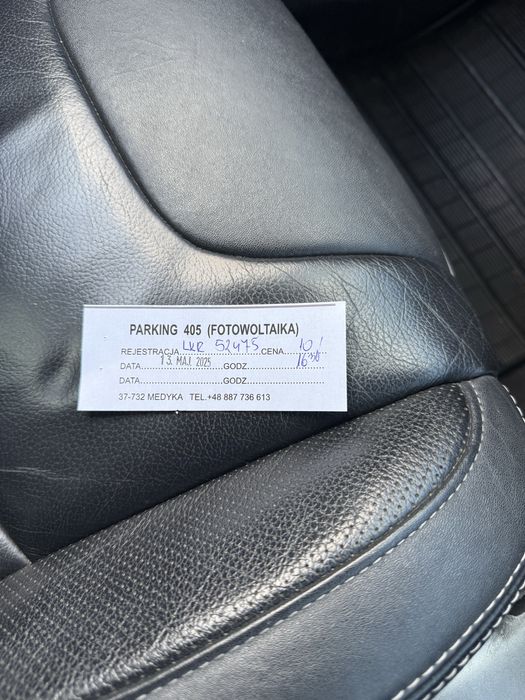 PARKING 405 (FOTOWOLTAIKA)
REJESTRACJA LKR 52475 CENA 10
DATA 13. MAJ. 2025 GODZ 16
DATA GODZ
37-732 MEDYKA TEL.+48 887 736 613